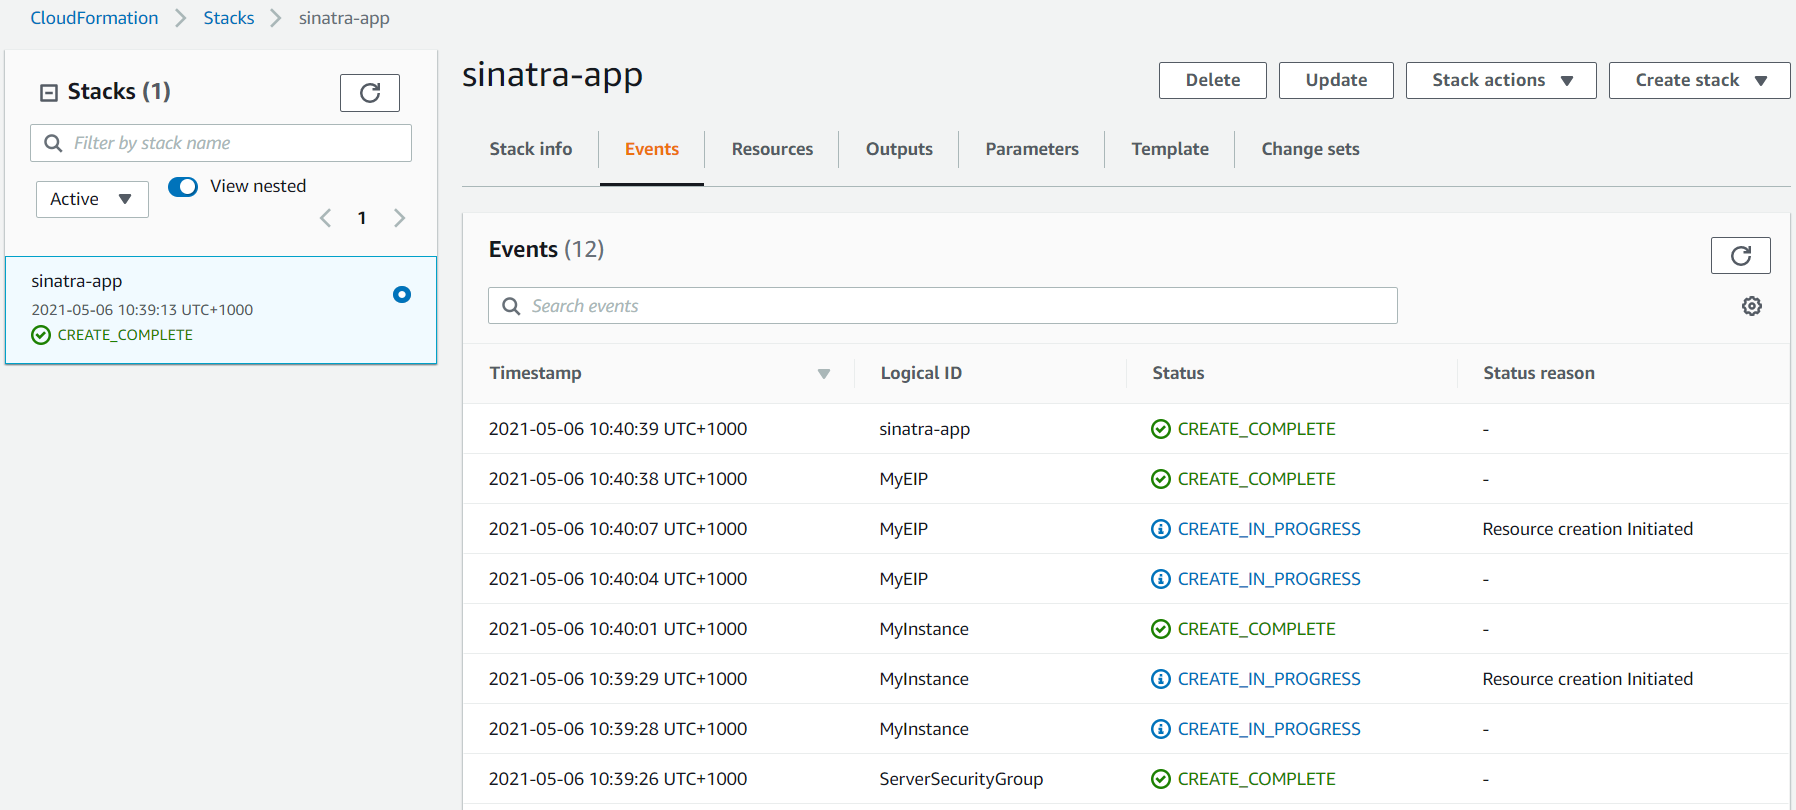 CloudFormation > Stacks > sinatra-app
Stacks (1)
Filter by stack name
Active
View nested
1
sinatra-app
2021-05-06 10:39:13 UTC+1000
CREATE_COMPLETE
sinatra-app
Delete Update Stack actions Create stack
Stack info Events Resources Outputs Parameters Template Change sets
Events (12)
Search events
Timestamp Logical ID Status Status reason
2021-05-06 10:40:39 UTC+1000 sinatra-app CREATE_COMPLETE -
2021-05-06 10:40:38 UTC+1000 MyEIP CREATE_COMPLETE -
2021-05-06 10:40:07 UTC+1000 MyEIP CREATE_IN_PROGRESS Resource creation Initiated
2021-05-06 10:40:04 UTC+1000 MyEIP CREATE_IN_PROGRESS -
2021-05-06 10:40:01 UTC+1000 MyInstance CREATE_COMPLETE -
2021-05-06 10:39:29 UTC+1000 MyInstance CREATE_IN_PROGRESS Resource creation Initiated
2021-05-06 10:39:28 UTC+1000 MyInstance CREATE_IN_PROGRESS -
2021-05-06 10:39:26 UTC+1000 ServerSecurityGroup CREATE_COMPLETE -